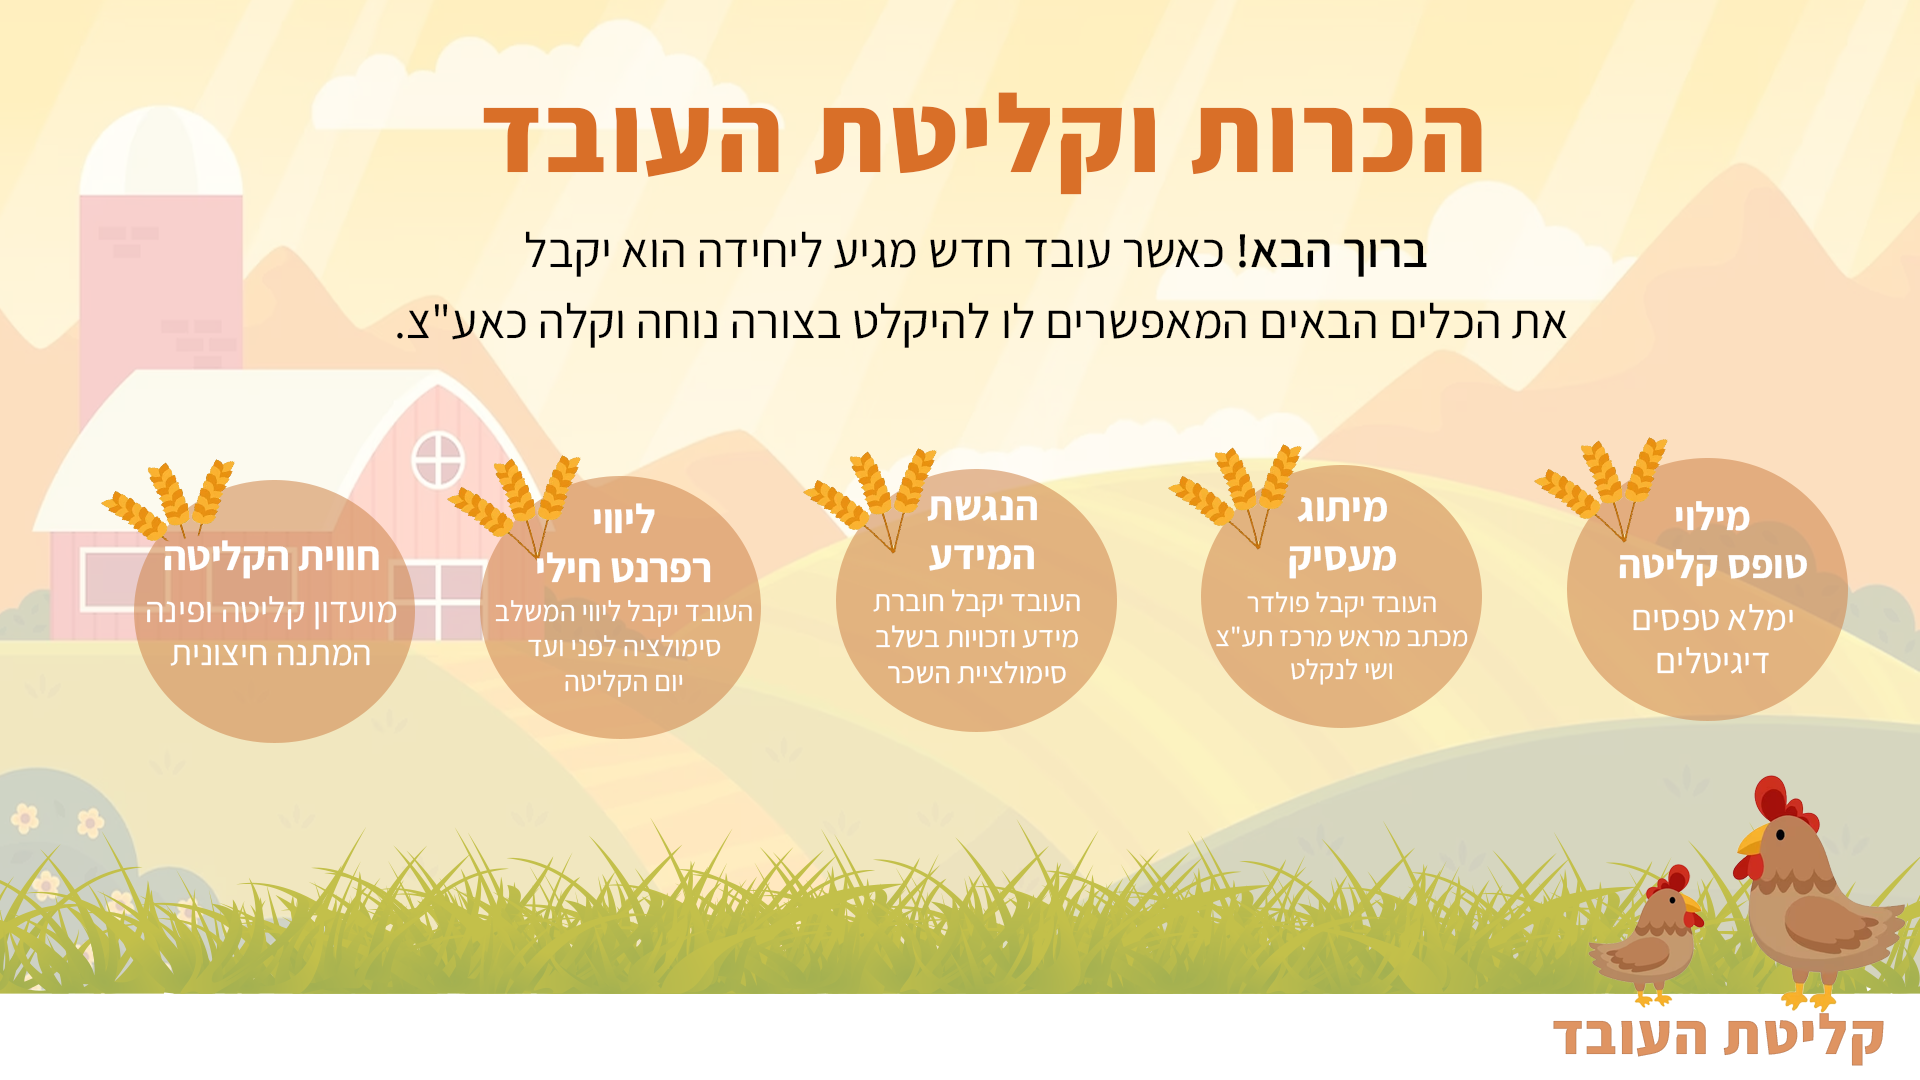 הכרות וקליטת העובד
ברוך הבא! כאשר עובד חדש מגיע ליחידה הוא יקבל
את הכלים הבאים המאפשרים לו להיקלט בצורה נוחה וקלה כאע"צ.
מילוי
טופס קליטה
ימלא טפסים
דיגיטלים
מיתוג
מעסיק
העובד יקבל פולדר
מכתב מראש מרכז תע"צ
ושי לנקלט
הנגשת
המידע
העובד יקבל חוברת
מידע וזכויות בשלב
סימולציית השכר
ליווי
רפרנט חילי
העובד יקבל ליווי המשלב
סימולציה לפני ועד
יום הקליטה
חווית הקליטה
מועדון קליטה ופינה
המתנה חיצונית
קליטת העובד